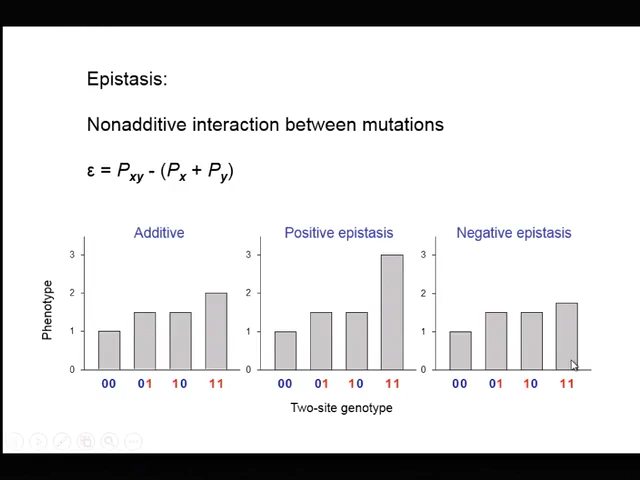 Epistasis:
Nonadditive interaction between mutations
ε = Pxy - (Px + Py)
Additive
Positive epistasis
Negative epistasis
Phenotype
3
2
1
0
00 01 10 11
3
2
1
0
00 01 10 11
3
2
1
0
00 01 10 11
Two-site genotype